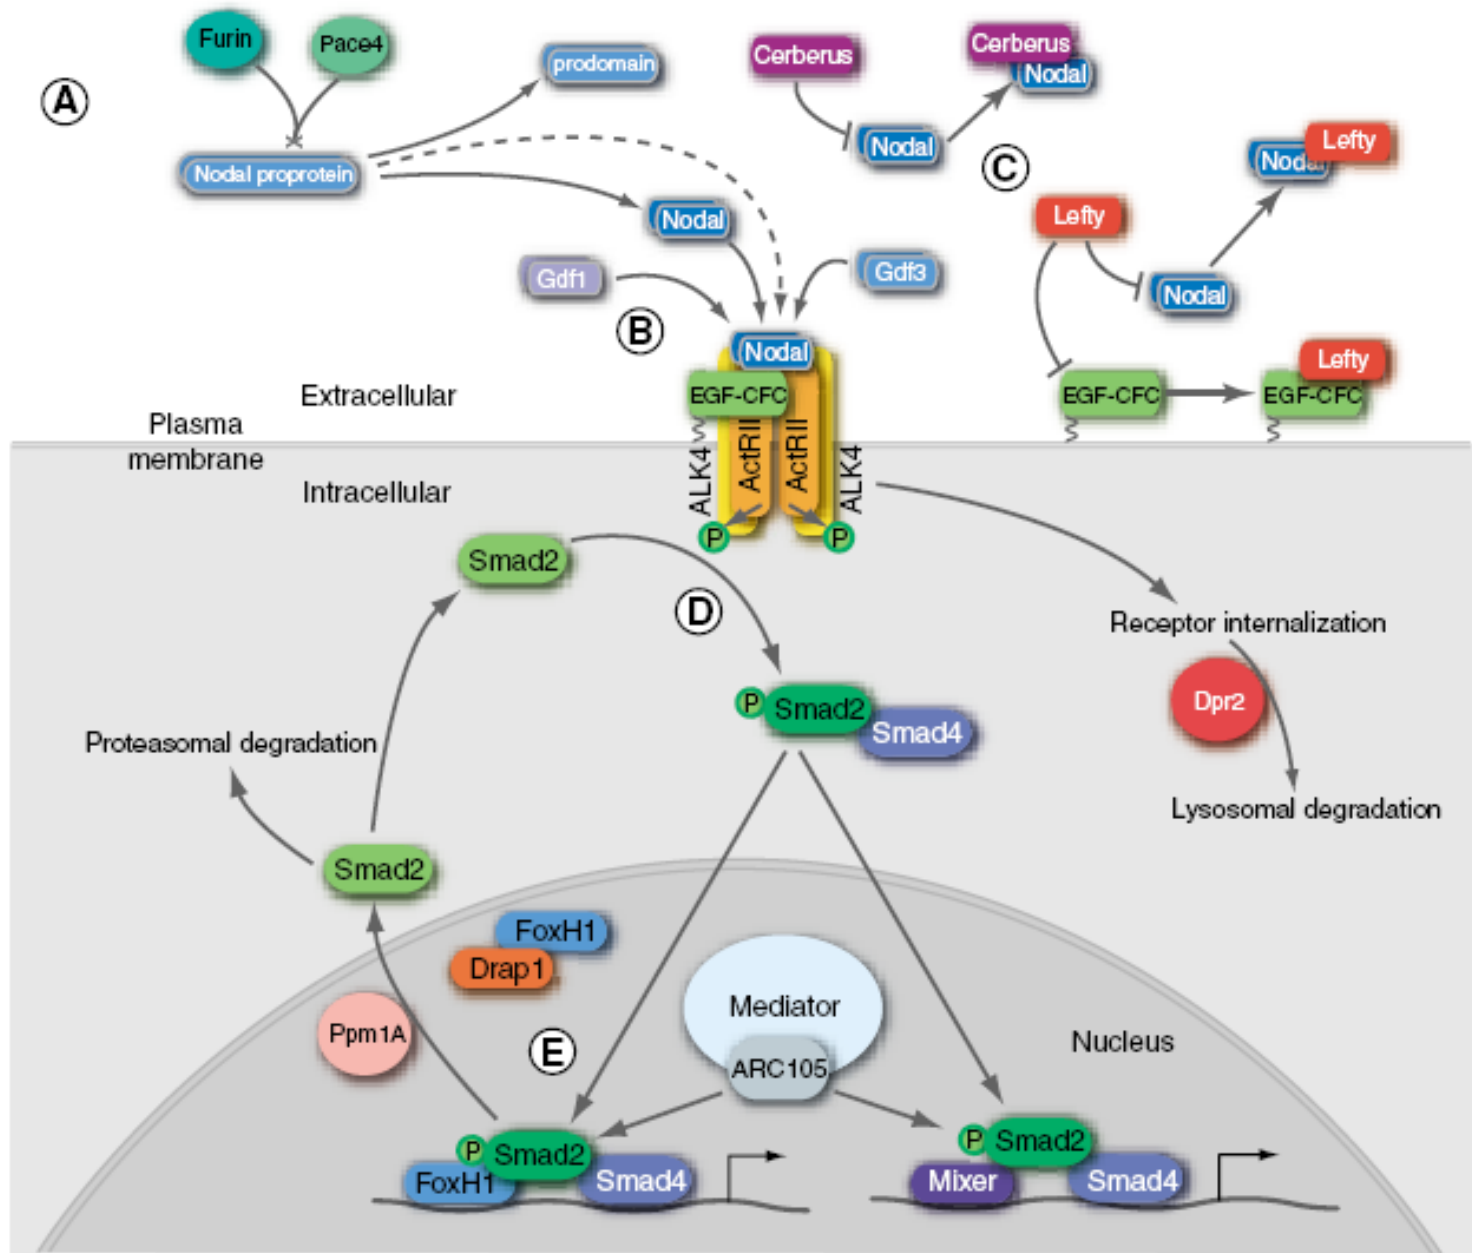 Furin
Pace4
prodomain
Cerberus
Cerberus
Nodal
A
Nodal
Lefty
Nodal
C
Nodal proprotein
Nodal
Lefty
Gdf1
Gdf3
Nodal
B
Nodal
Lefty
EGF-CFC
EGF-CFC
EGF-CFC
Extracellular
Plasma
membrane
Intracellular
ALK4
ActRII
ActRII
ALK4
P
P
Smad2
D
Receptor internalization
P
Smad2
Smad4
Dpr2
Proteasomal degradation
Lysosomal degradation
Smad2
FoxH1
Drap1
Mediator
ARC105
Ppm1A
E
Nucleus
P
Smad2
FoxH1
Smad4
P
Smad2
Mixer
Smad4